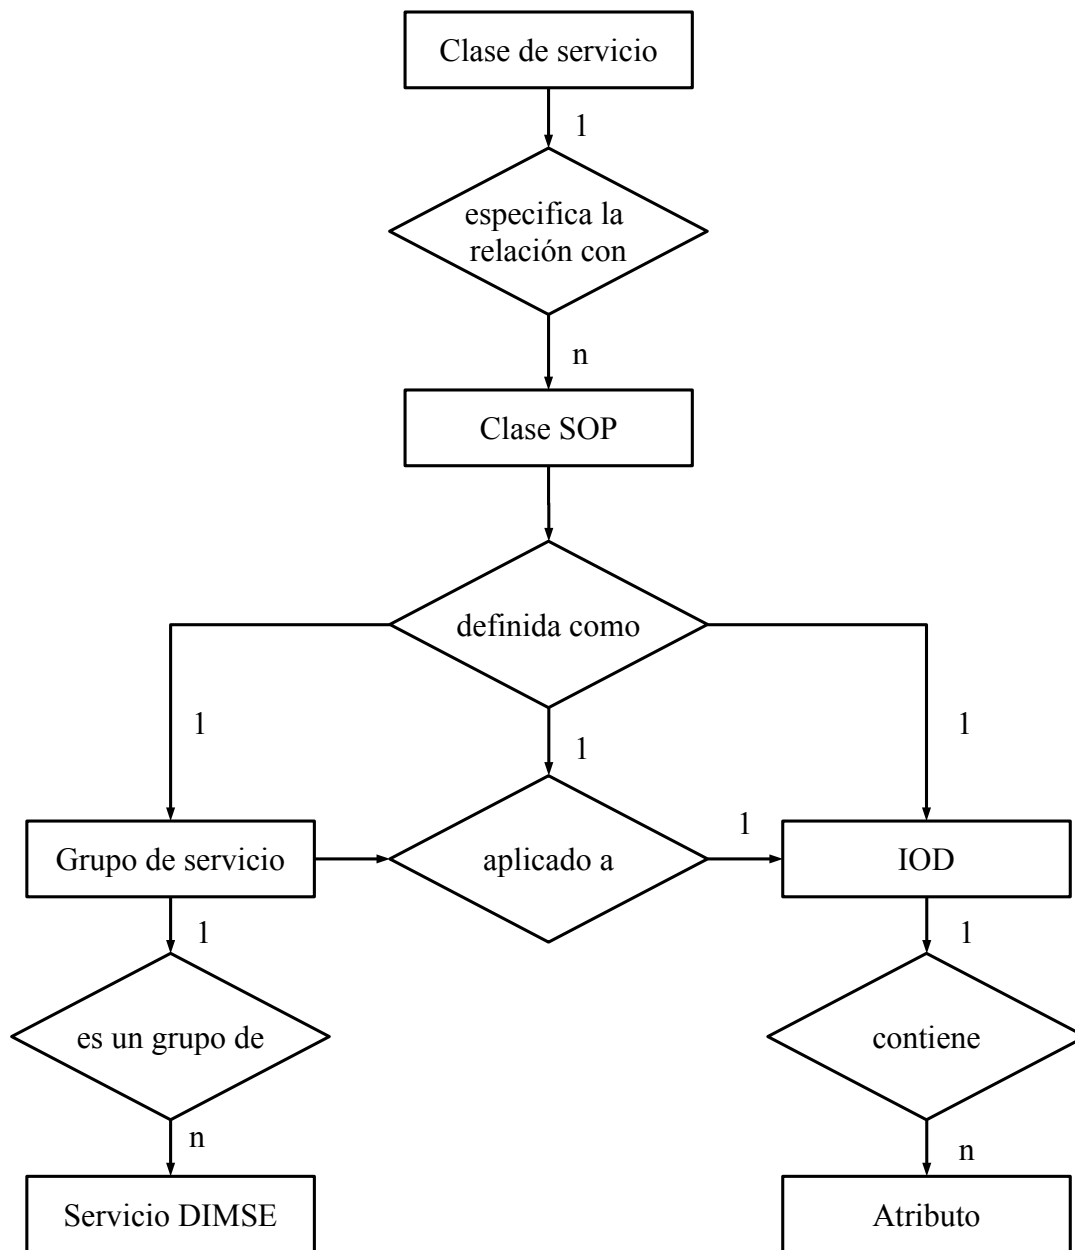 Clase de servicio
1
especifica la
relación con
n
Clase SOP
definida como
1
1
1
Grupo de servicio
aplicado a
1
IOD
1
1
es un grupo de
contiene
n
n
Servicio DIMSE
Atributo